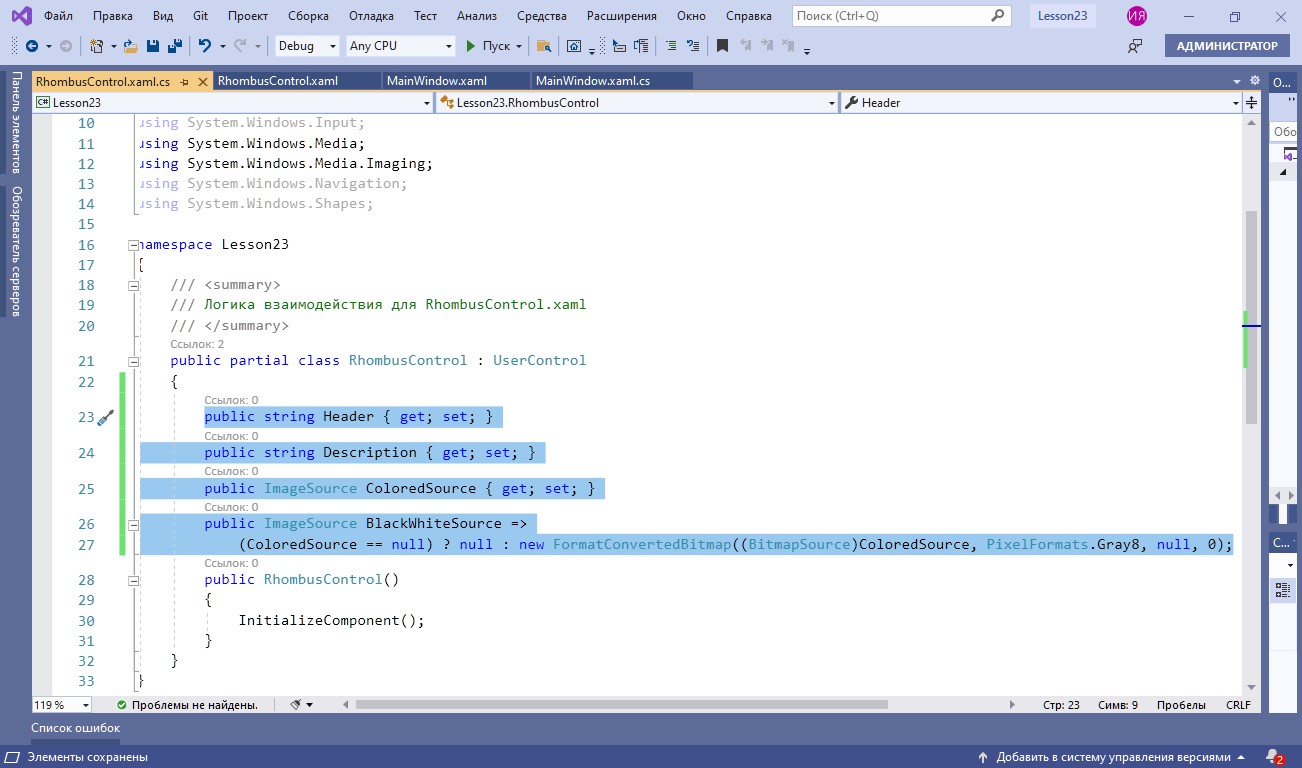 Файл Правка Вид Git Проект Сборка Отладка Тест Анализ Средства Расширения Окно Справка Поиск (Ctrl+Q) Lesson23 ИЯ
Debug Any CPU Пуск АДМИНИСТРАТОР
RhombusControl.xaml.cs RhombusControl.xaml MainWindow.xaml MainWindow.xaml.cs О...
Lesson23 Lesson23.RhombusControl Header
Панель элементов
Обозреватель серверов
Обо
10 using System.Windows.Input;
11 using System.Windows.Media;
12 using System.Windows.Media.Imaging;
13 using System.Windows.Navigation;
14 using System.Windows.Shapes;
15
16 namespace Lesson23
17 {
18 /// <summary>
19 /// Логика взаимодействия для RhombusControl.xaml
20 /// </summary>
Ссылок: 2
21 public partial class RhombusControl : UserControl
22 {
Ссылок: 0
23 public string Header { get; set; }
Ссылок: 0
24 public string Description { get; set; }
Ссылок: 0
25 public ImageSource ColoredSource { get; set; }
Ссылок: 0
26 public ImageSource BlackWhiteSource =>
27 (ColoredSource == null) ? null : new FormatConvertedBitmap((BitmapSource)ColoredSource, PixelFormats.Gray8, null, 0);
Ссылок: 0
28 public RhombusControl()
29 {
30 InitializeComponent();
31 }
32 }
33 }
С...
119 % Проблемы не найдены. Стр: 23 Симв: 9 Пробелы CRLF
Список ошибок
Элементы сохранены Добавить в систему управления версиями 2